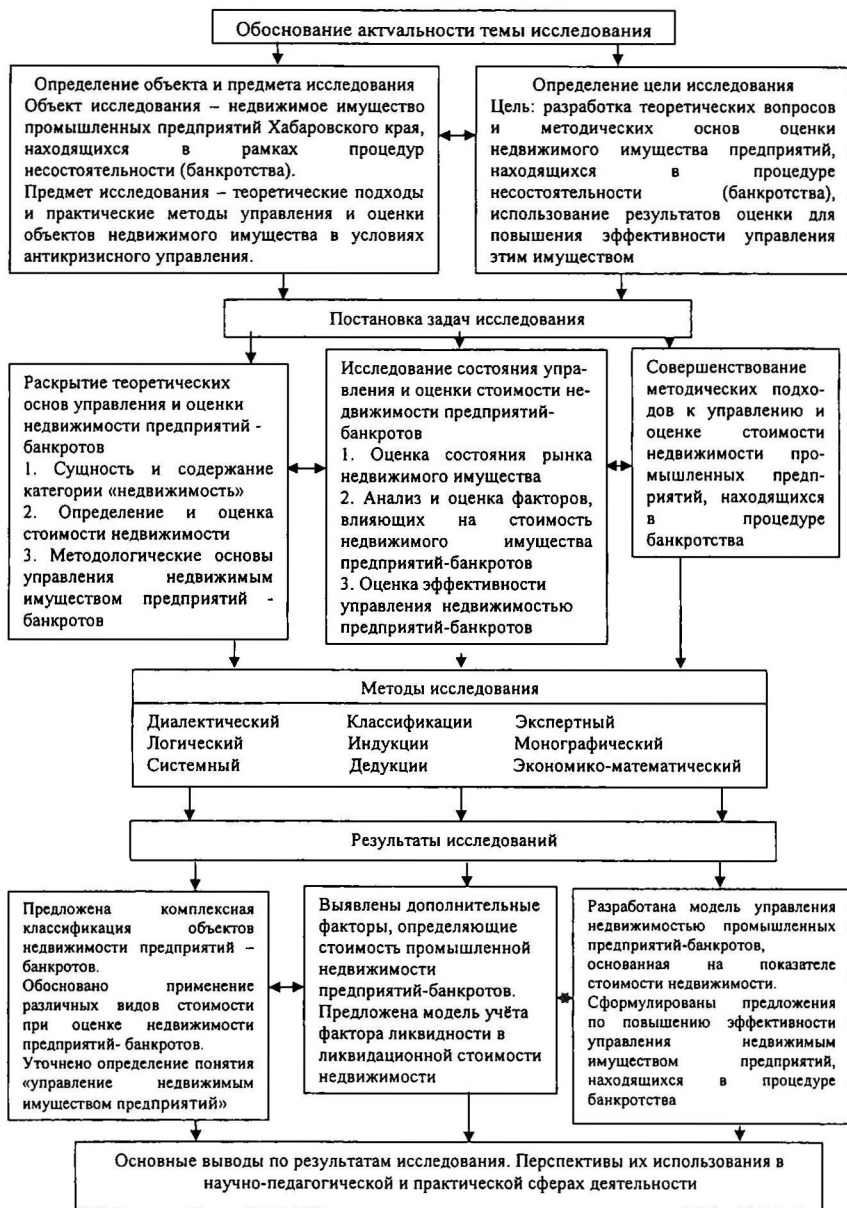 Обоснование актуальности темы исследования
Определение объекта и предмета исследования
Объект исследования – недвижимое имущество
промышленных предприятий Хабаровского края,
находящихся в рамках процедур
несостоятельности (банкротства).
Предмет исследования – теоретические подходы
и практические методы управления и оценки
объектов недвижимого имущества в условиях
антикризисного управления.
Определение цели исследования
Цель: разработка теоретических вопросов
и методических основ оценки
недвижимого имущества предприятий,
находящихся в процедуре
несостоятельности (банкротства),
использование результатов оценки для
повышения эффективности управления
этим имуществом
Постановка задач исследования
Раскрытие теоретических
основ управления и оценки
недвижимости предприятий -
банкротов
1. Сущность и содержание
категории «недвижимость»
2. Определение и оценка
стоимости недвижимости
3. Методологические основы
управления недвижимым
имуществом предприятий -
банкротов
Исследование состояния управ-
ления и оценки стоимости не-
движимости предприятий-
банкротов
1. Оценка состояния рынка
недвижимого имущества
2. Анализ и оценка факторов,
влияющих на стоимость
недвижимого имущества
предприятий-банкротов
3. Оценка эффективности
управления недвижимостью
предприятий-банкротов
Совершенствование
методических подхо-
дов к управлению и
оценке стоимости
недвижимости про-
мышленных предп-
риятий, находящихся
в процедуре
банкротства
Методы исследования
Диалектический Классификации Экспертный
Логический Индукции Монографический
Системный Дедукции Экономико-математический
Результаты исследований
Предложена комплексная
классификация объектов
недвижимости предприятий –
банкротов.
Обосновано применение
различных видов стоимости
при оценке недвижимости
предприятий- банкротов.
Уточнено определение понятия
«управление недвижимым
имуществом предприятий»
Выявлены дополнительные
факторы, определяющие
стоимость промышленной
недвижимости
предприятий-банкротов.
Предложена модель учёта
фактора ликвидности в
ликвидационной стоимости
недвижимости
Разработана модель управления
недвижимостью промышленных
предприятий-банкротов,
основанная на показателе
стоимости недвижимости.
Сформулированы предложения
по повышению эффективности
управления недвижимым
имуществом предприятий,
находящихся в процедуре
банкротства
Основные выводы по результатам исследования. Перспективы их использования в
научно-педагогической и практической сферах деятельности